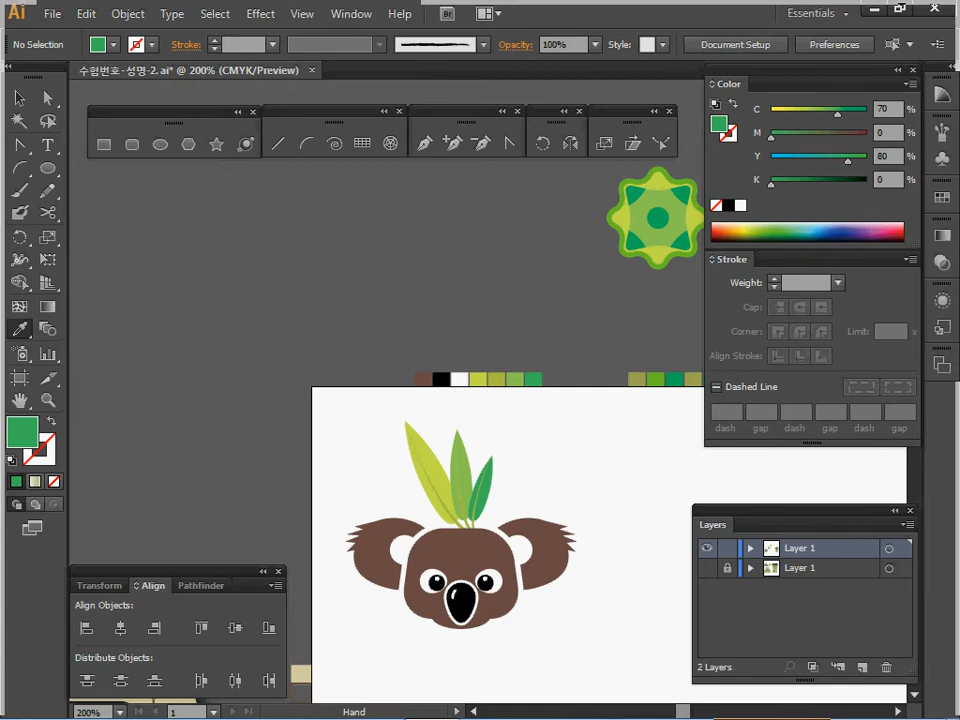 Ai File Edit Object Type Select Effect View Window Help Br Essentials
No Selection Stroke: Opacity: 100% Style: Document Setup Preferences
수험번호-성명-2. ai* @ 200% (CMYK/Preview) ×
Color
C 70 %
M 0 %
Y 80 %
K 0 %
Stroke
Weight:
Cap:
Corner: Limit: x
Align Stroke:
Dashed Line
dash gap dash gap dash gap
Layers
Layer 1
Layer 1
2 Layers
Transform Align Pathfinder
Align Objects:
Distribute Objects:
200% 1 Hand